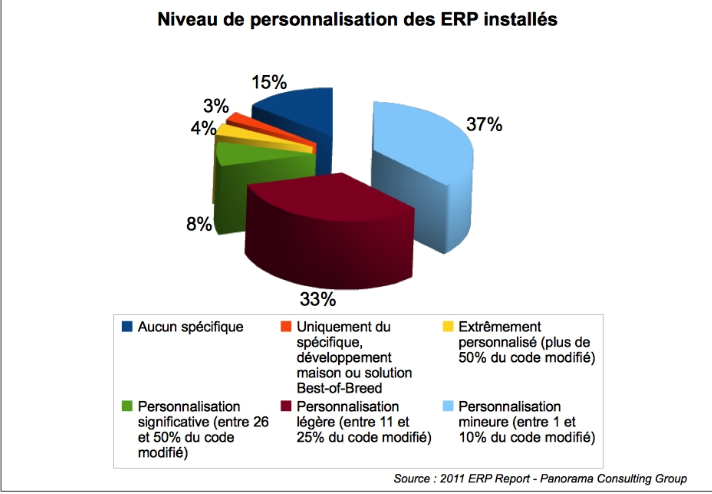 Niveau de personnalisation des ERP installés
15%
3%
4%
37%
8%
33%
Aucun spécifique
Uniquement du
spécifique,
développement
maison ou solution
Best-of-Breed
Extrêmement
personnalisé (plus de
50% du code modifié)
Personnalisation
significative (entre 26
et 50% du code
modifié)
Personnalisation
légère (entre 11 et
25% du code modifié)
Personnalisation
mineure (entre 1 et
10% du code modifié)
Source : 2011 ERP Report - Panorama Consulting Group